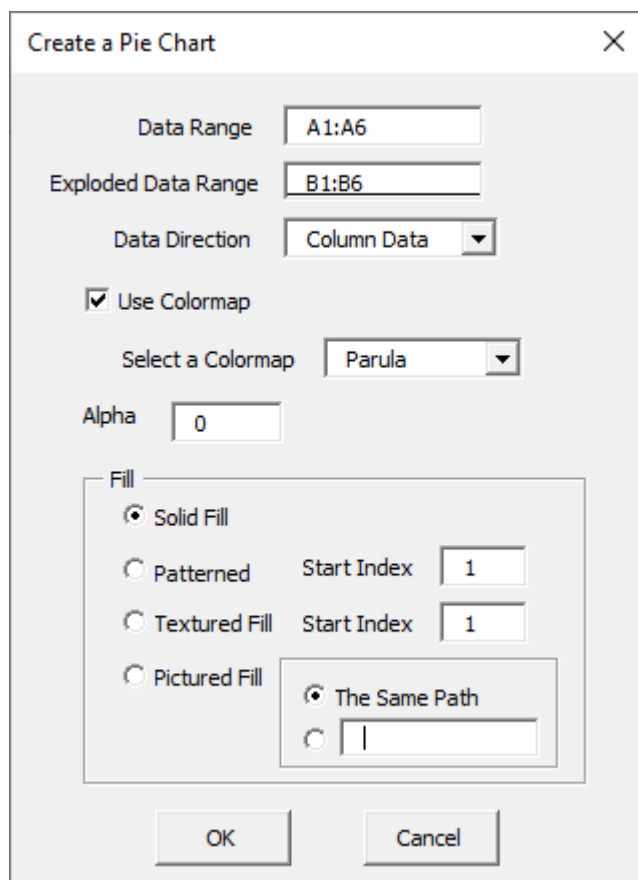 Create a Pie Chart
Data Range A1:A6
Exploded Data Range B1:B6
Data Direction Column Data
Use Colormap
Select a Colormap Parula
Alpha 0
Fill
Solid Fill
Patterned Start Index 1
Textured Fill Start Index 1
Pictured Fill
The Same Path
OK Cancel